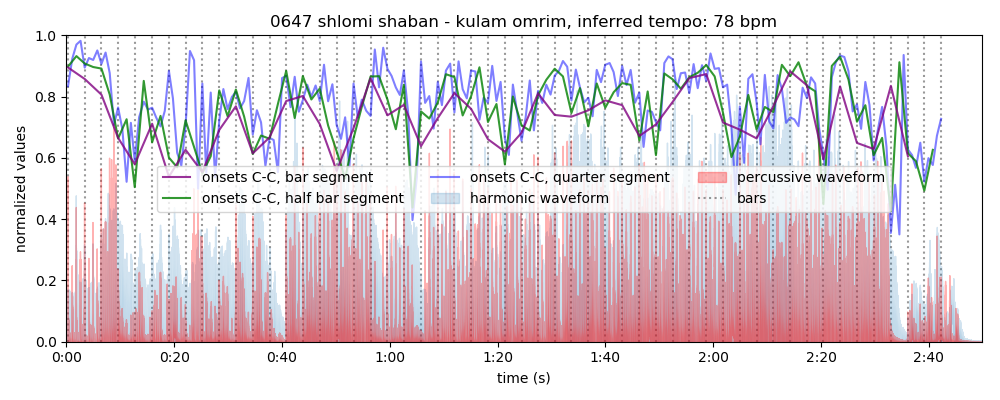 0647 shlomi shaban - kulam omrim, inferred tempo: 78 bpm
1.0
0.8
0.6
0.4
0.2
0.0
normalized values
onsets C-C, bar segment
onsets C-C, half bar segment
onsets C-C, quarter segment
harmonic waveform
percussive waveform
bars
0:00 0:20 0:40 1:00 1:20 1:40 2:00 2:20 2:40
time (s)